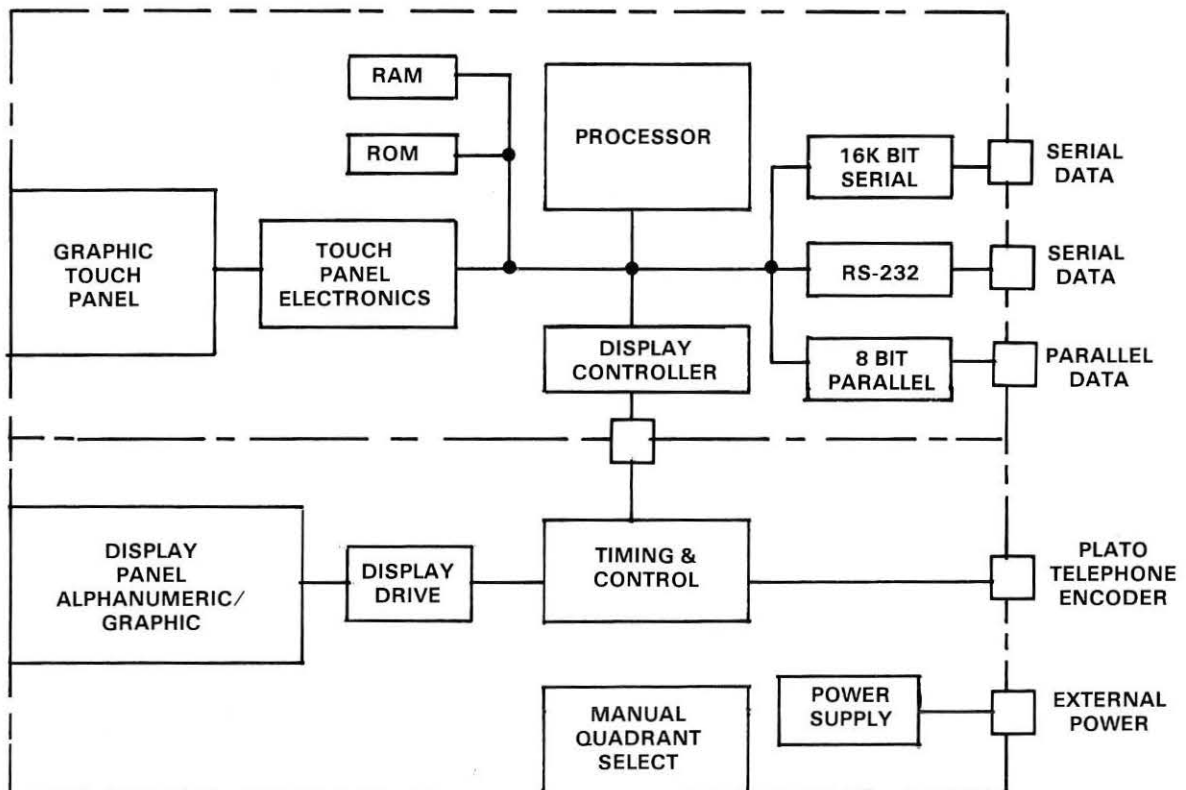 RAM
ROM
PROCESSOR
16K BIT
SERIAL
SERIAL
DATA
GRAPHIC
TOUCH
PANEL
TOUCH
PANEL
ELECTRONICS
RS-232
SERIAL
DATA
DISPLAY
CONTROLLER
8 BIT
PARALLEL
PARALLEL
DATA
DISPLAY
PANEL
ALPHANUMERIC/
GRAPHIC
DISPLAY
DRIVE
TIMING &
CONTROL
PLATO
TELEPHONE
ENCODER
MANUAL
QUADRANT
SELECT
POWER
SUPPLY
EXTERNAL
POWER